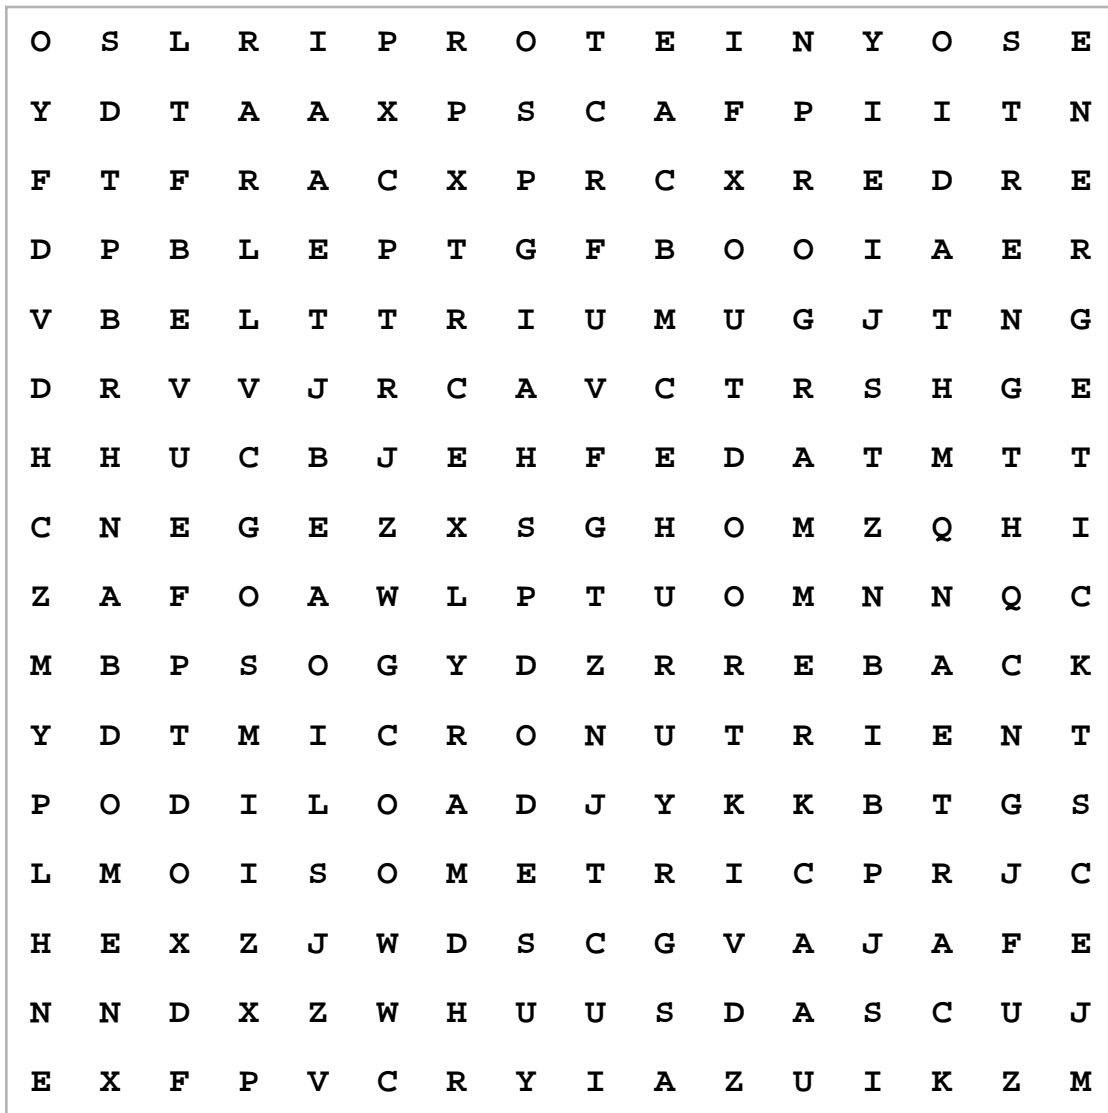 O S L R I P R O T E I N Y O S E
Y D T A A X P S C A F P I I T N
F T F R A C X P R C X R E D R E
D P B L E P T G F B O O I A E R
V B E L T T R I U M U G J T N G
D R V V J R C A V C T R S H G E
H H U C B J E H F E D A T M T T
C N E G E Z X S G H O M Z Q H I
Z A F O A W L P T U O M N N Q C
M B P S O G Y D Z R R E B A C K
Y D T M I C R O N U T R I E N T
P O D I L O A D J Y K K B T G S
L M O I S O M E T R I C P R J C
H E X Z J W D S C G V A J A F E
N N D X Z W H U U S D A S C U J
E X F P V C R Y I A Z U I K Z M